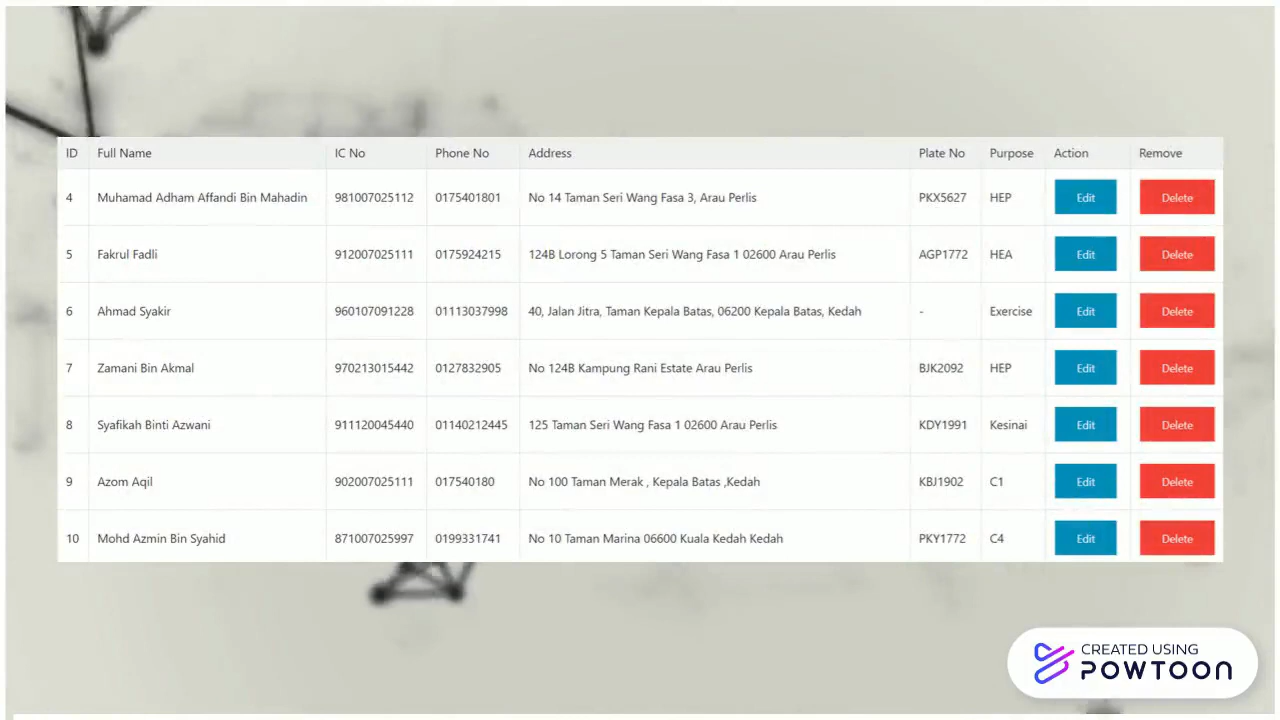 ID Full Name IC No Phone No Address Plate No Purpose Action Remove
4 Muhamad Adham Affandi Bin Mahadin 981007025112 0175401801 No 14 Taman Seri Wang Fasa 3, Arau Perlis PKX5627 HEP Edit Delete
5 Fakrul Fadli 912007025111 0175924215 124B Lorong 5 Taman Seri Wang Fasa 1 02600 Arau Perlis AGP1772 HEA Edit Delete
6 Ahmad Syakir 960107091228 01113037998 40, Jalan Jitra, Taman Kepala Batas, 06200 Kepala Batas, Kedah - Exercise Edit Delete
7 Zamani Bin Akmal 970213015442 0127832905 No 124B Kampung Rani Estate Arau Perlis BJK2092 HEP Edit Delete
8 Syafikah Binti Azwani 911120045440 01140212445 125 Taman Seri Wang Fasa 1 02600 Arau Perlis KDY1991 Kesinai Edit Delete
9 Azom Aqil 902007025111 017540180 No 100 Taman Merak , Kepala Batas ,Kedah KBJ1902 C1 Edit Delete
10 Mohd Azmin Bin Syahid 871007025997 0199331741 No 10 Taman Marina 06600 Kuala Kedah Kedah PKY1772 C4 Edit Delete
CREATED USING
POWTOON